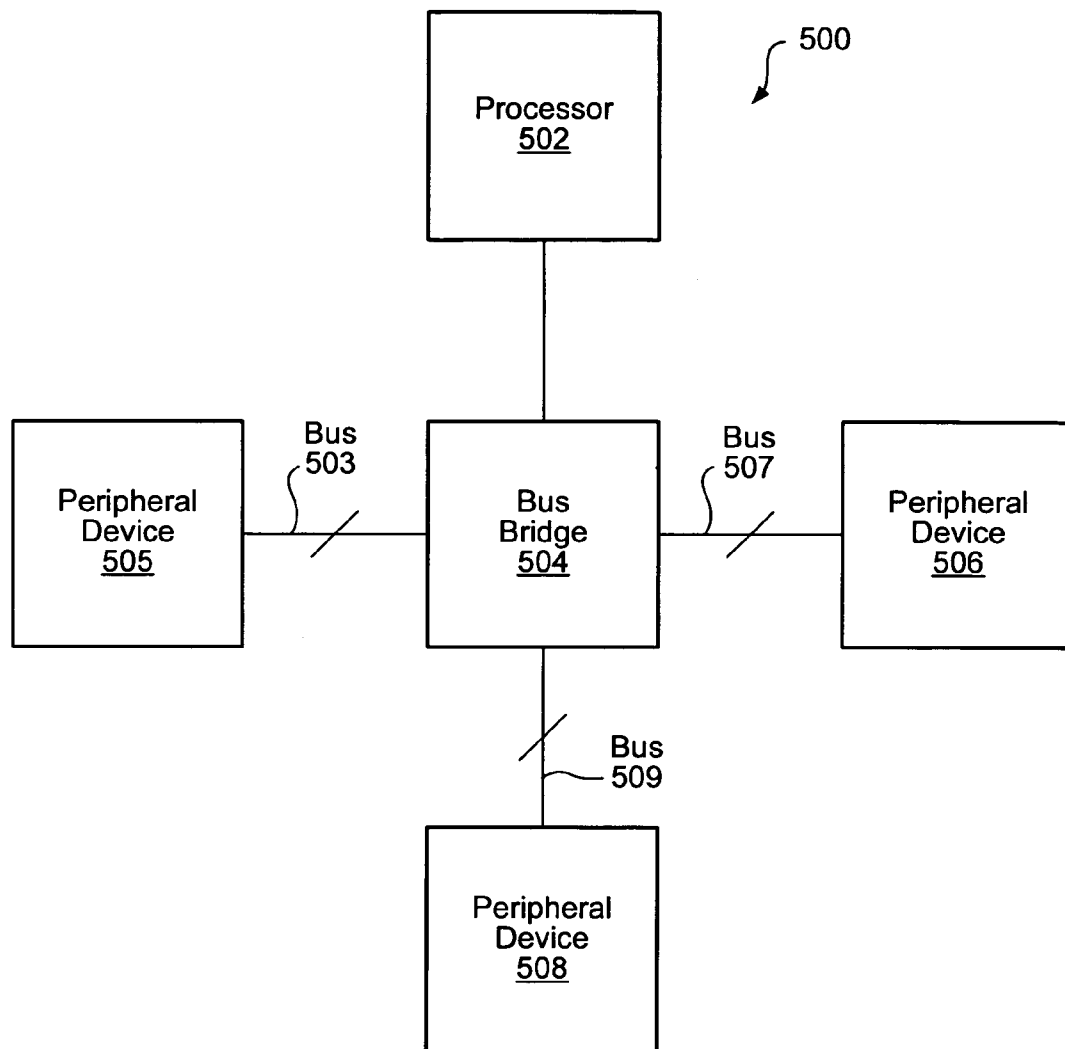 500
Processor
502
Bus
503
Bus
507
Peripheral
Device
505
Bus
Bridge
504
Peripheral
Device
506
Bus
509
Peripheral
Device
508